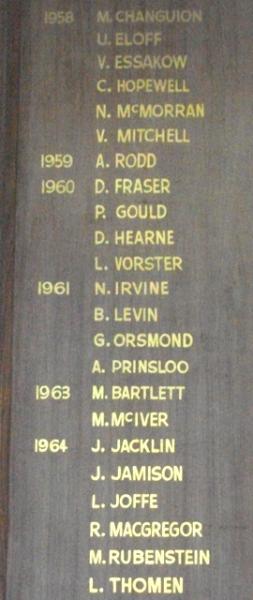 1958 M. CHANGUION
U. ELOFF
V. ESSAKOW
C. HOPEWELL
N. McMORRAN
V. MITCHELL
1959 A. RODD
1960 D. FRASER
P. GOULD
D. HEARNE
L. VORSTER
1961 N. IRVINE
B. LEVIN
G. ORSMOND
A. PRINSLOO
1963 M. BARTLETT
M. McIVER
1964 J. JACKLIN
J. JAMISON
L. JOFFE
R. MACGREGOR
M. RUBENSTEIN
L. THOMEN